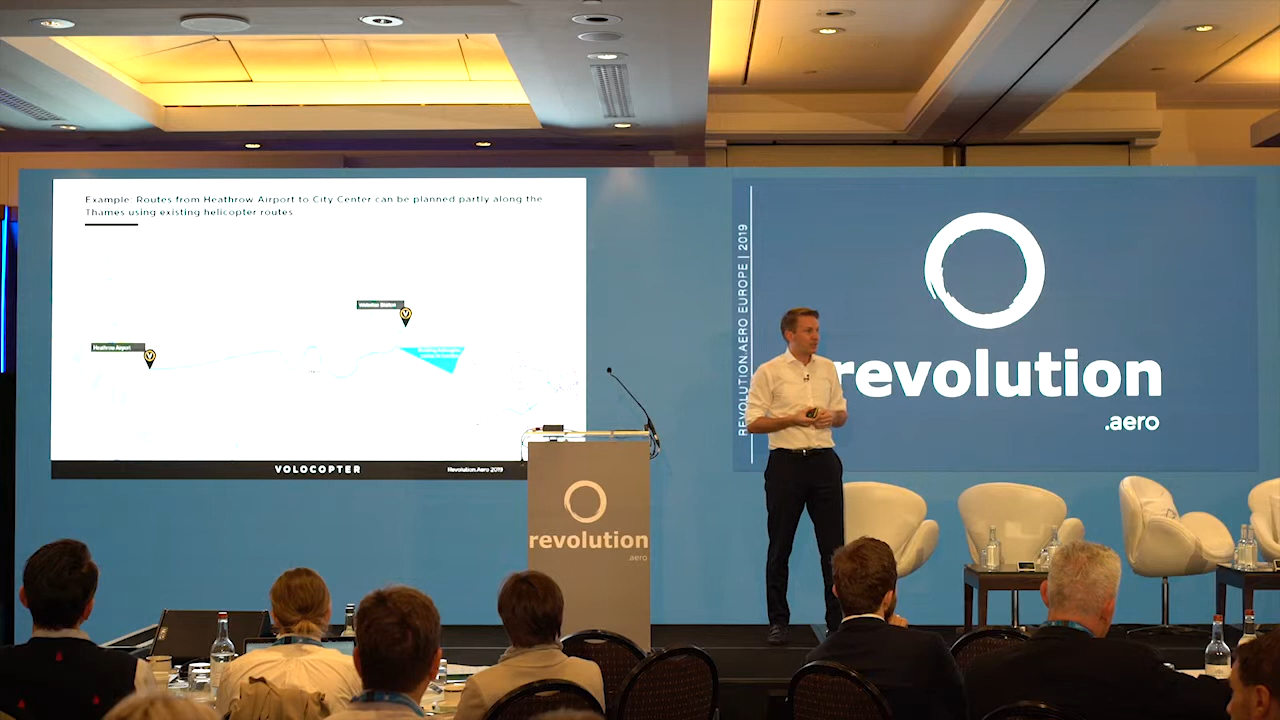 Example: Routes from Heathrow Airport to City Center can be planned partly along the
Thames using existing helicopter routes
Heathrow Airport
VOLOCOPTER
Revolution.Aero 2019
REVOLUTION.AERO EUROPE | 2019
revolution
.aero
revolution
.aero